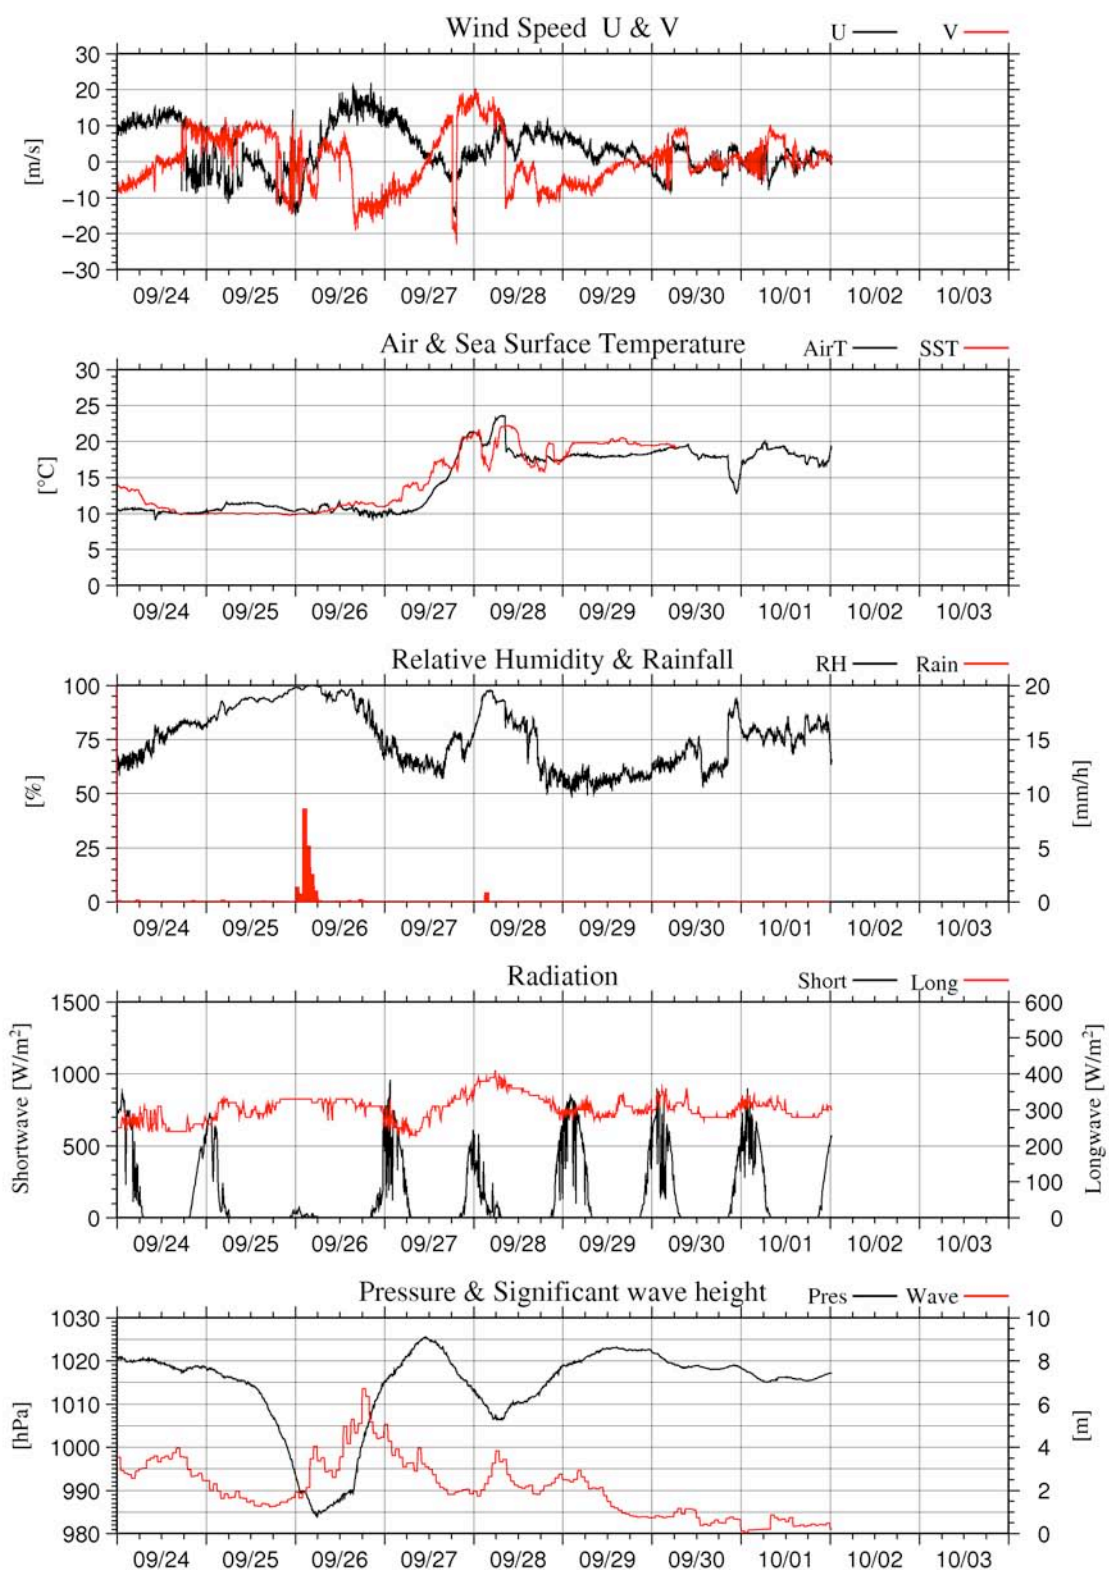 Wind Speed U & V
U V
30
20
10
0
−10
−20
−30
[m/s]
09/24 09/25 09/26 09/27 09/28 09/29 09/30 10/01 10/02 10/03
Air & Sea Surface Temperature
AirT SST
30
25
20
15
10
5
0
[°C]
09/24 09/25 09/26 09/27 09/28 09/29 09/30 10/01 10/02 10/03
Relative Humidity & Rainfall
RH Rain
100 20
75 15
50 10
25 5
0 0
[%] [mm/h]
09/24 09/25 09/26 09/27 09/28 09/29 09/30 10/01 10/02 10/03
Radiation
Short Long
1500 600
500
1000 400
300
500 200
100
0 0
Shortwave [W/m²] Longwave [W/m²]
09/24 09/25 09/26 09/27 09/28 09/29 09/30 10/01 10/02 10/03
Pressure & Significant wave height
Pres Wave
1030 10
1020 8
1010 6
1000 4
990 2
980 0
[hPa] [m]
09/24 09/25 09/26 09/27 09/28 09/29 09/30 10/01 10/02 10/03